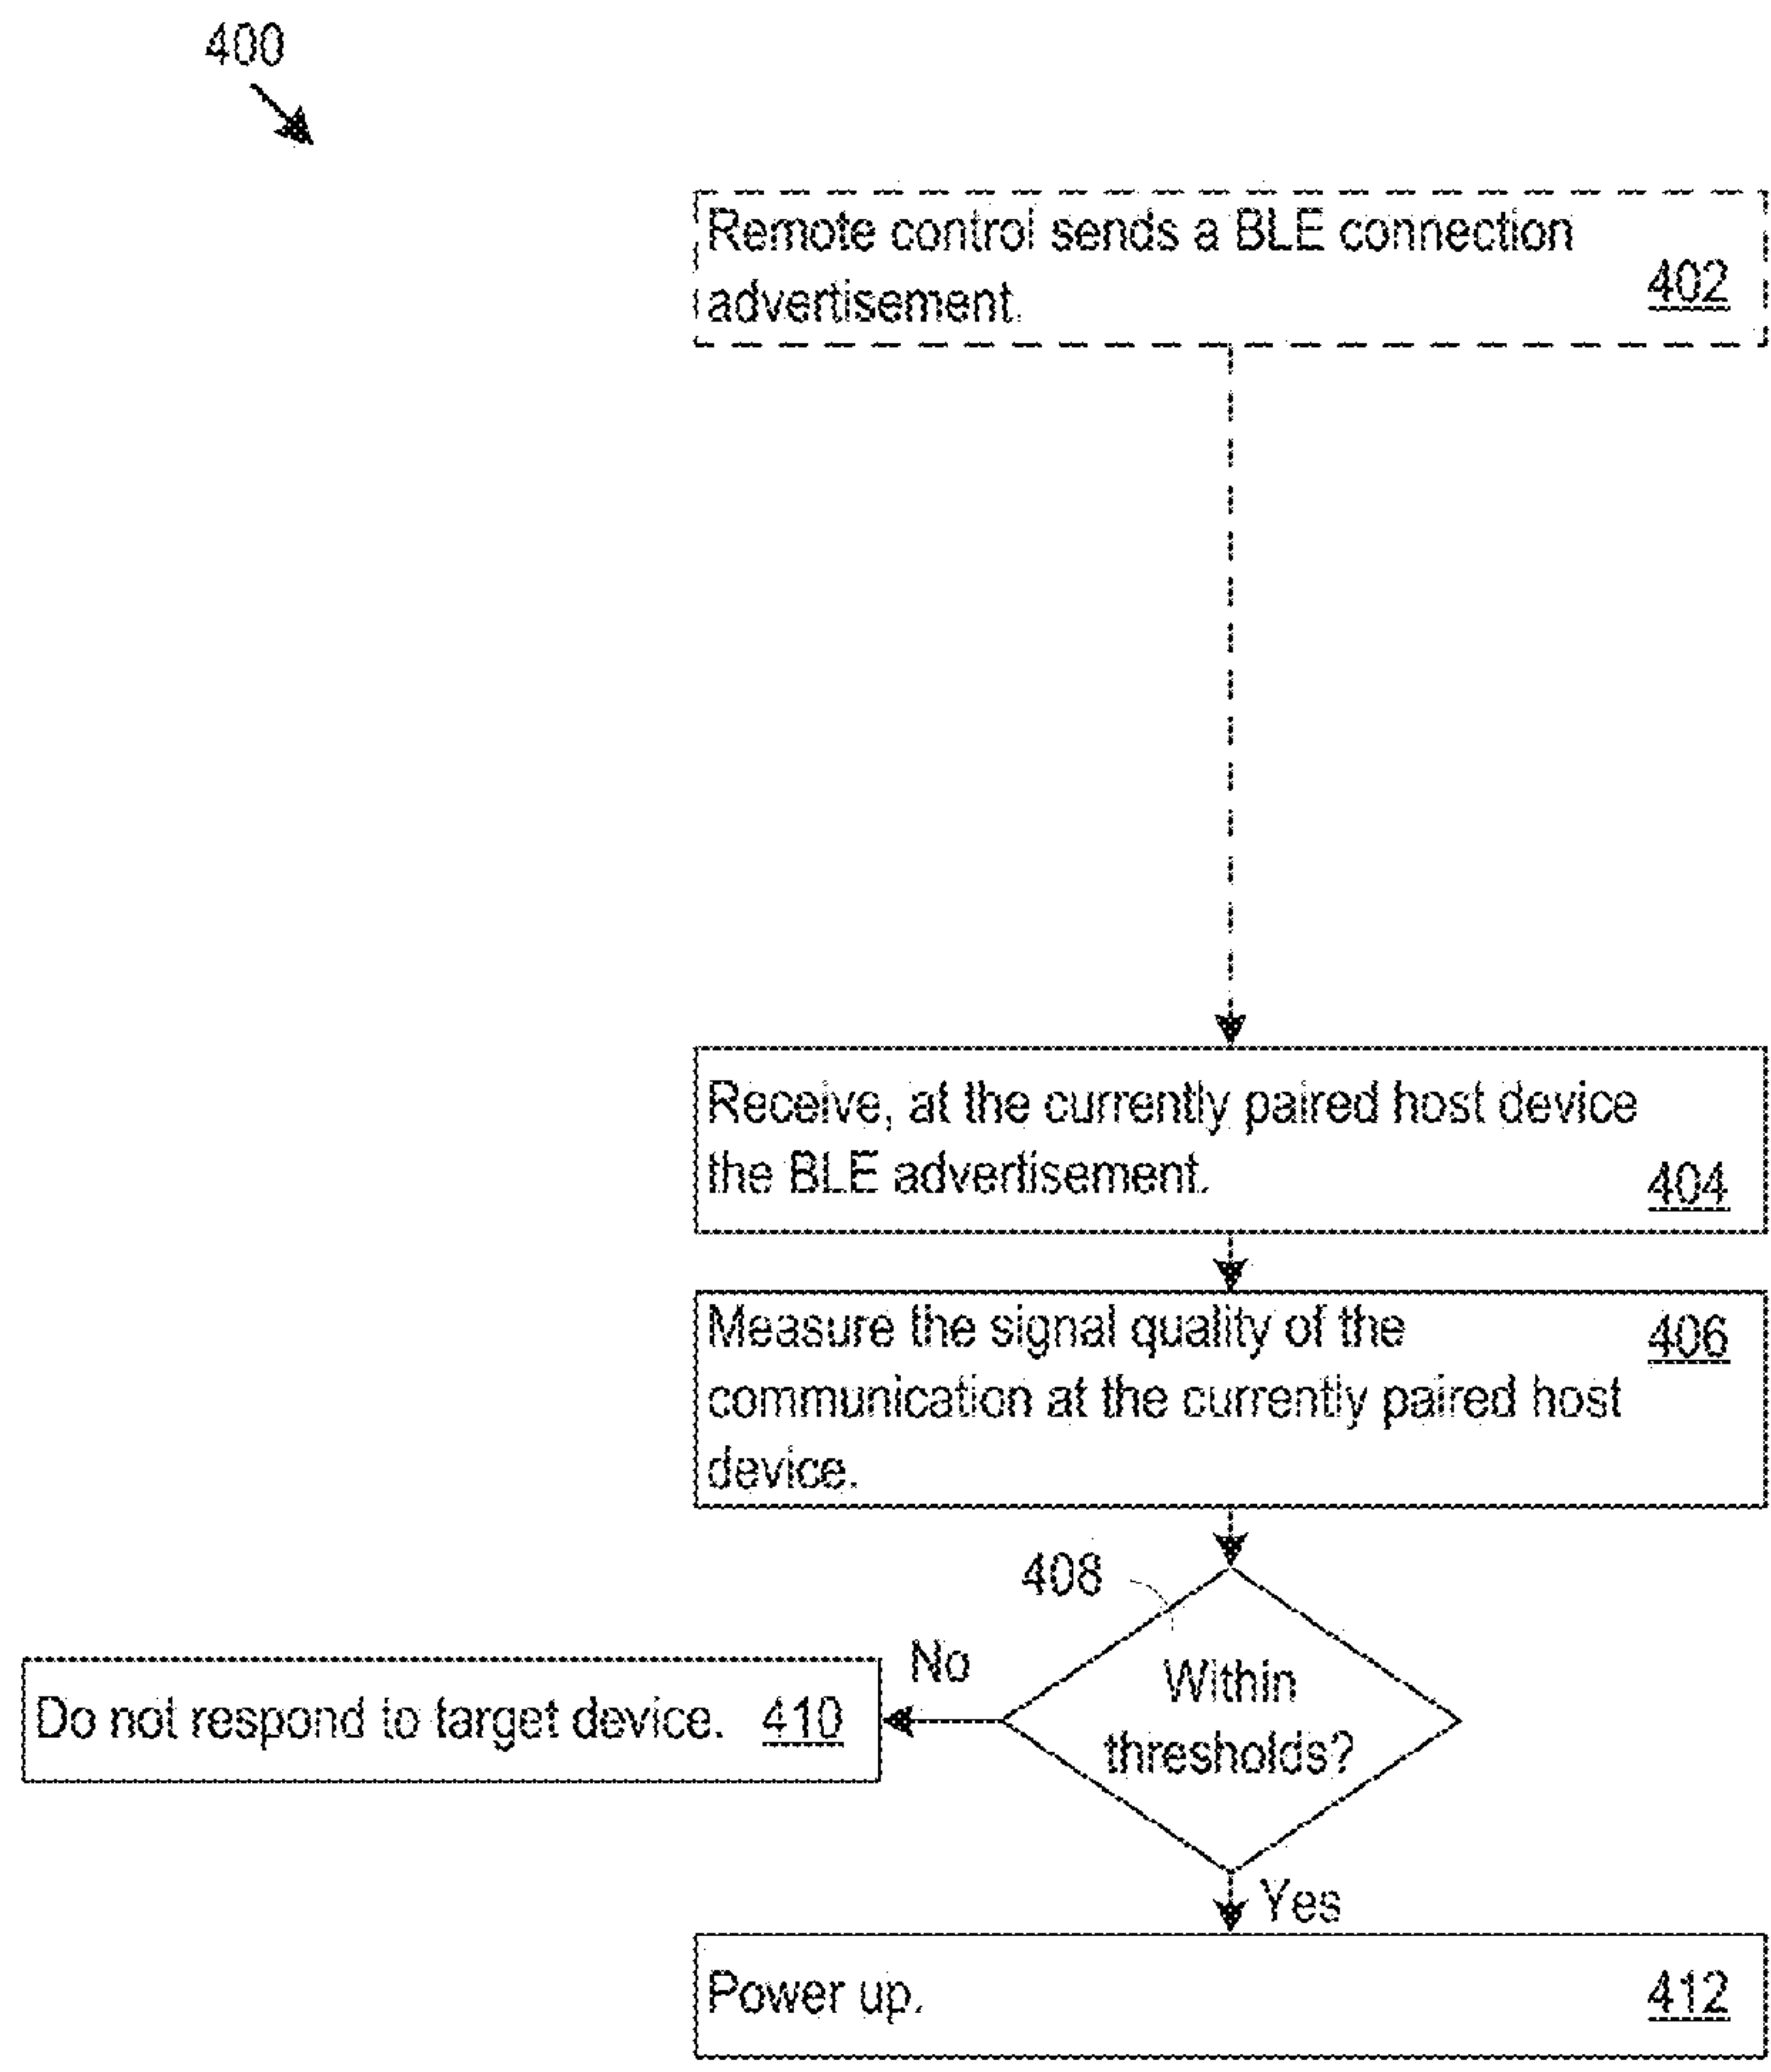 400
Remote control sends a BLE connection
advertisement.
402
Receive, at the currently paired host device
the BLE advertisement.
404
Measure the signal quality of the
406
communication at the currently paired host
device.
408
No
Within
thresholds?
Do not respond to target device. 410
Yes
Power up. 412